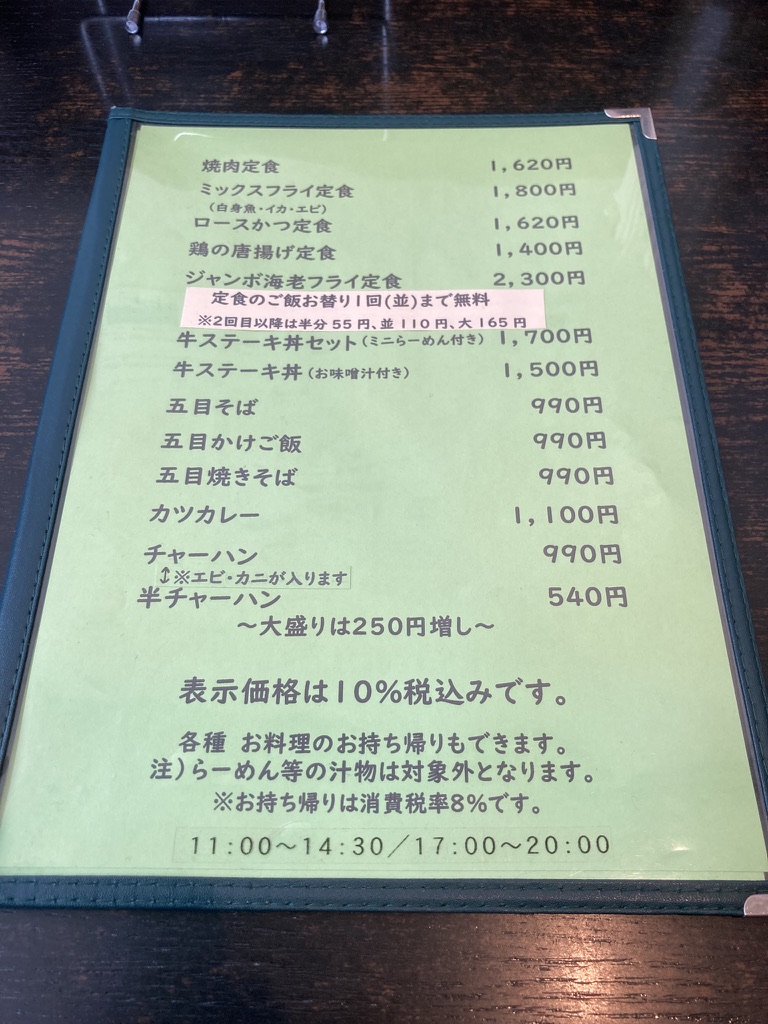 焼肉定食 1,620円
ミックスフライ定食 1,800円
(白身魚・イカ・エビ)
ロースかつ定食 1,620円
鶏の唐揚げ定食 1,400円
ジャンボ海老フライ定食 2,300円
定食のご飯お替り1回(並)まで無料
※2回目以降は半分 55円、並 110円、大 165円
牛ステーキ丼セット(ミニらーめん付き) 1,700円
牛ステーキ丼(お味噌汁付き) 1,500円
五目そば 990円
五目かけご飯 990円
五目焼きそば 990円
カツカレー 1,100円
チャーハン 990円
↕※エビ・カニが入ります
半チャーハン 540円
～大盛りは250円増し～
表示価格は10%税込みです。
各種 お料理のお持ち帰りもできます。
注)らーめん等の汁物は対象外となります。
※お持ち帰りは消費税率8%です。
11:00～14:30／17:00～20:00